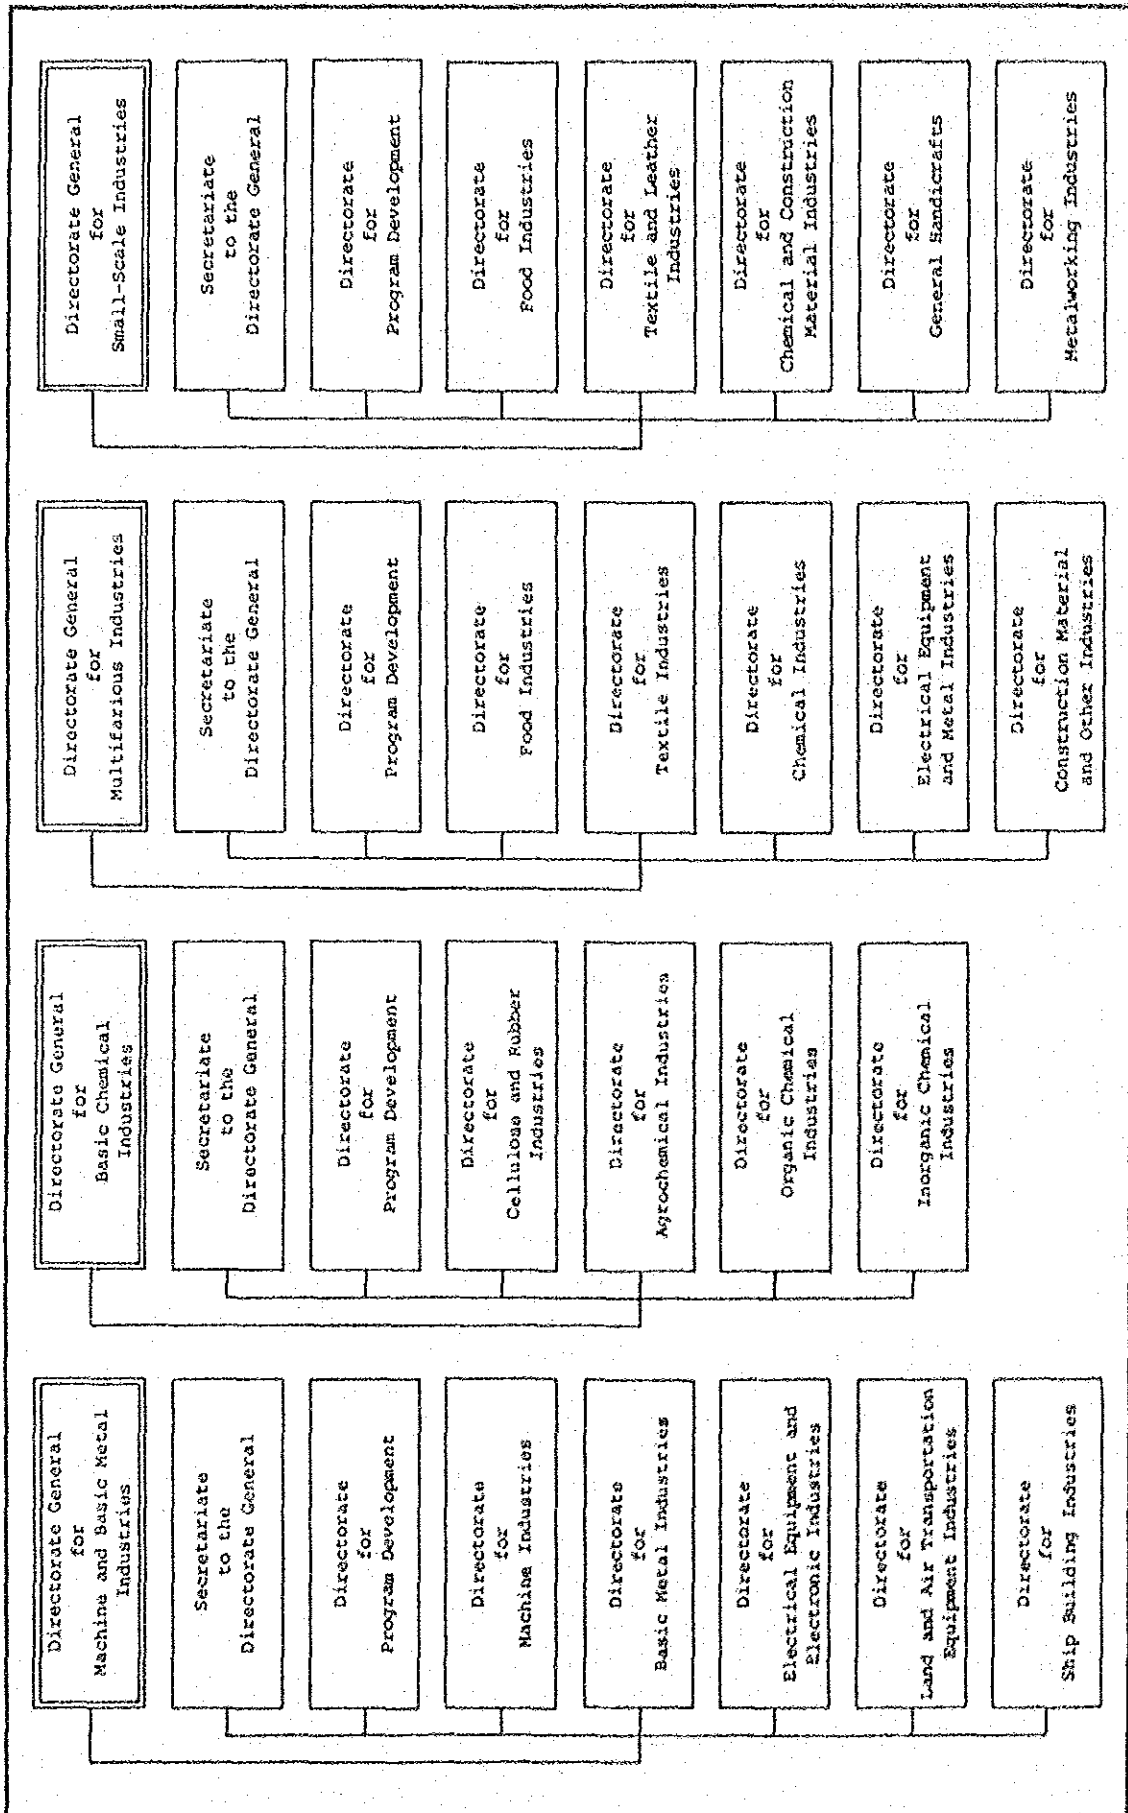 Directorate General
for
Machine and Basic Metal
Industries
Secretariate
to the
Directorate General
Directorate
for
Program Development
Directorate
for
Machine Industries
Directorate
for
Basic Metal Industries
Directorate
for
Electrical Equipment and
Electronic Industries
Directorate
for
Land and Air Transportation
Equipment Industries
Directorate
for
Ship Building Industries
Directorate General
for
Basic Chemical
Industries
Secretariate
to the
Directorate General
Directorate
for
Program Development
Directorate
for
Cellulose and Rubber
Industries
Directorate
for
Agrochemical Industries
Directorate
for
Organic Chemical
Industries
Directorate
for
Inorganic Chemical
Industries
Directorate General
for
Multifarious Industries
Secretariate
to the
Directorate General
Directorate
for
Program Development
Directorate
for
Food Industries
Directorate
for
Textile Industries
Directorate
for
Chemical Industries
Directorate
for
Electrical Equipment
and Metal Industries
Directorate
for
Construction Material
and Other Industries
Directorate General
for
Small-Scale Industries
Secretariate
to the
Directorate General
Directorate
for
Program Development
Directorate
for
Food Industries
Directorate
for
Textile and Leather
Industries
Directorate
for
Chemical and Construction
Material Industries
Directorate
for
General Handicrafts
Directorate
for
Metalworking Industries